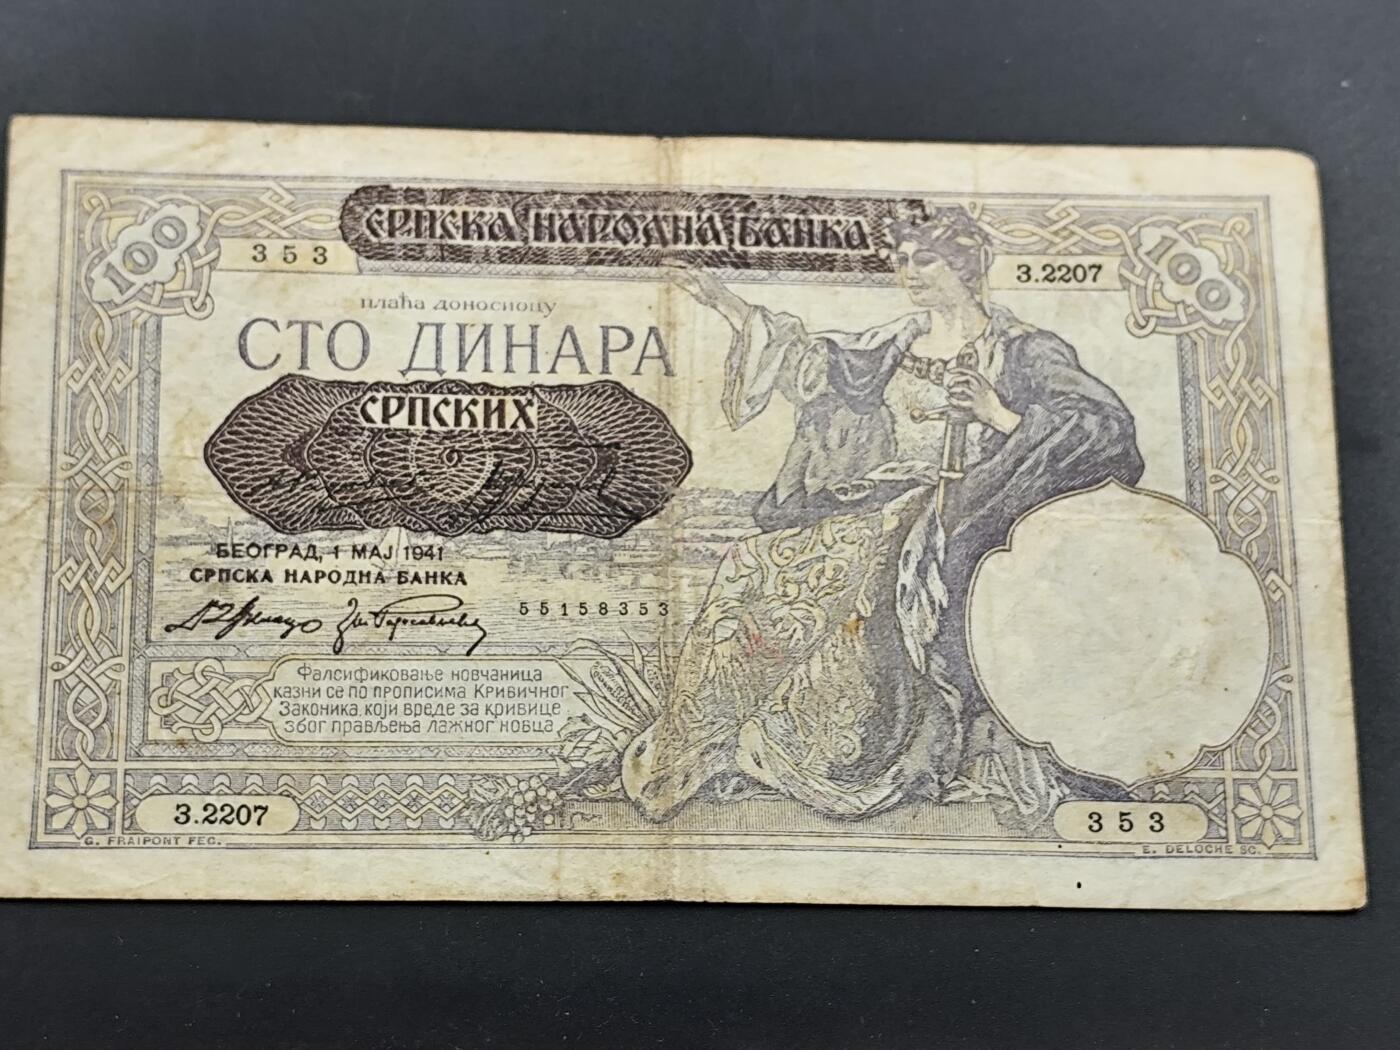 СРПСКА НАРОДНА БАНКА
100
353
З.2207
100
плаћа доносиоцу
СТО ДИНАРА
СРПСКИХ
БЕОГРАД, 1 МАЈ 1941
СРПСКА НАРОДНА БАНКА
55158353
Фалсификовање новчаница
казни се по прописима Кривичног
Законика, који вреде за кривице
због прављења лажног новца
З.2207
353
G. FRAIPONT FEC.
E. DELOCHE SC.